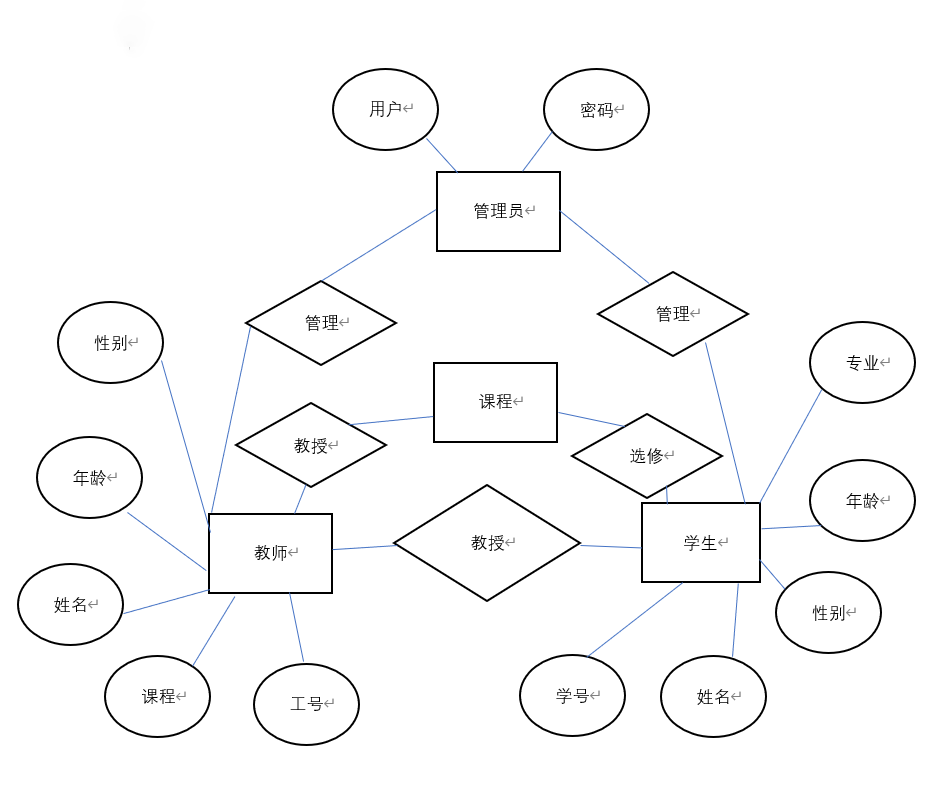 用户
密码
管理员
管理
管理
性别
课程
专业
教授
选修
年龄
年龄
教师
教授
学生
姓名
性别
课程
工号
学号
姓名